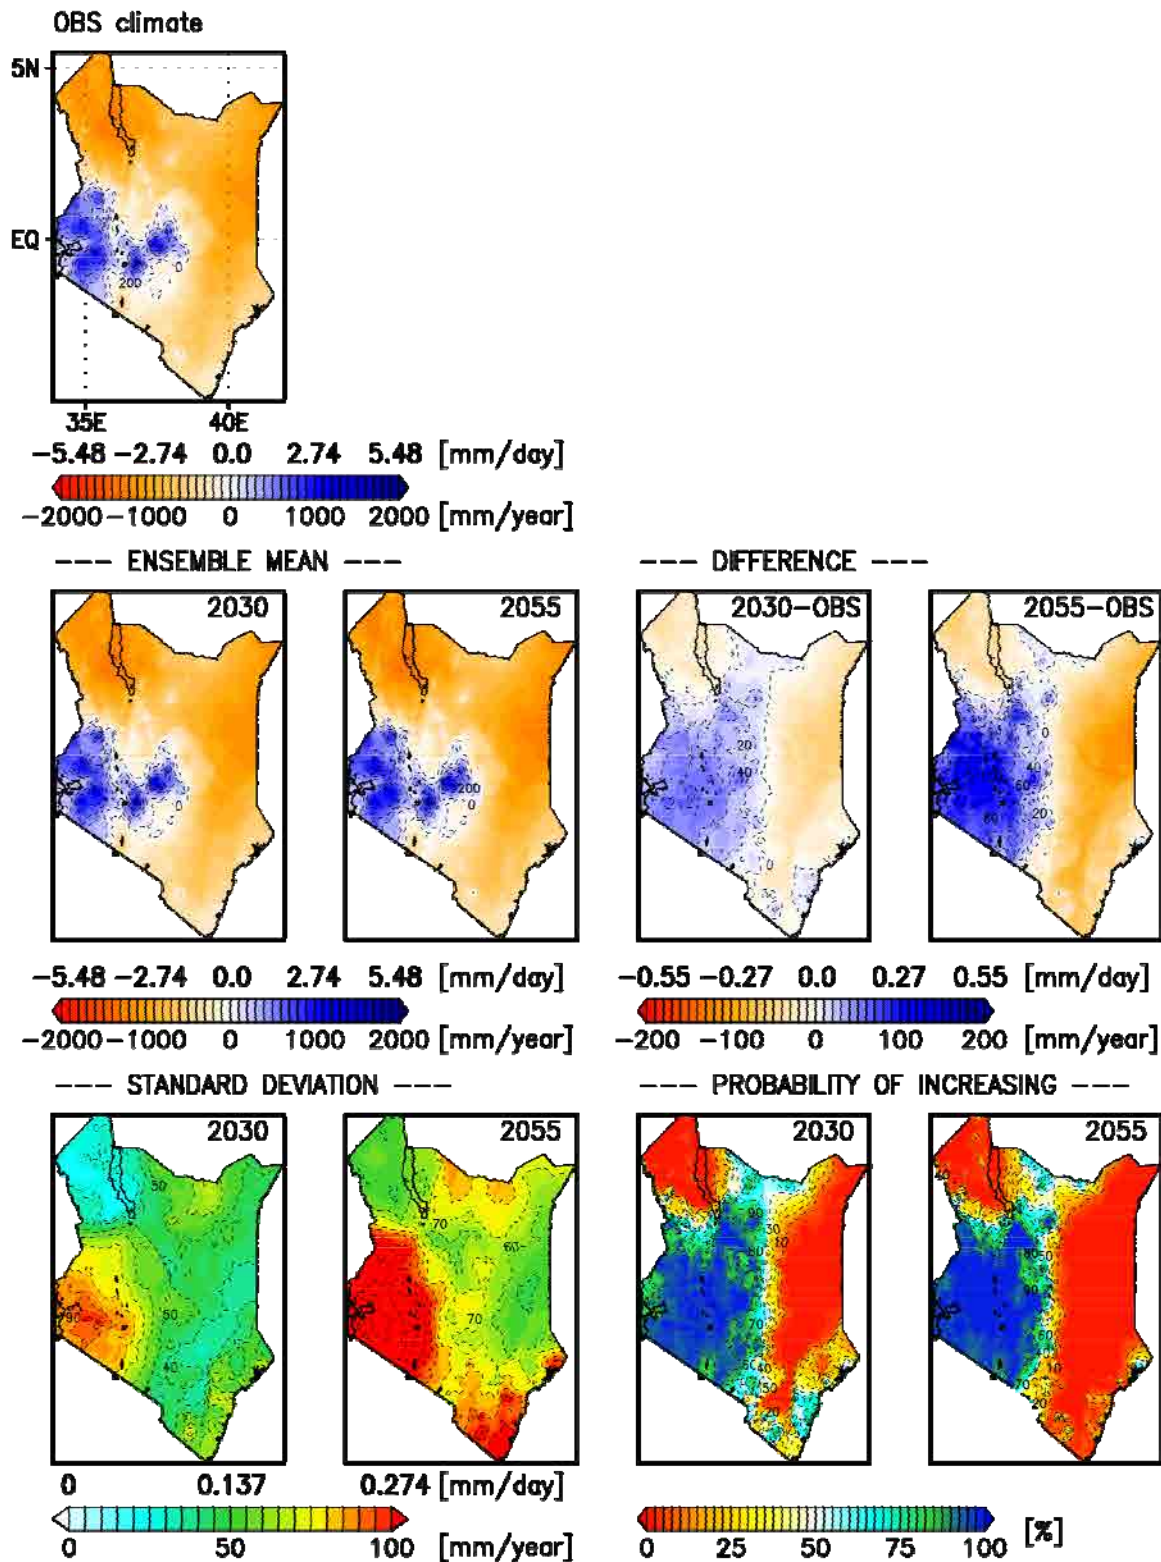 OBS climate
5N
EQ
0
200
35E 40E
−5.48 −2.74 0.0 2.74 5.48 [mm/day]
−2000 −1000 0 1000 2000 [mm/year]
−−− ENSEMBLE MEAN −−− −−− DIFFERENCE −−−
2030 2055 2030−OBS 2055−OBS
0
200
0
20
40
0
0
40
60
20
80
−5.48 −2.74 0.0 2.74 5.48 [mm/day] −0.55 −0.27 0.0 0.27 0.55 [mm/day]
−2000 −1000 0 1000 2000 [mm/year] −200 −100 0 100 200 [mm/year]
−−− STANDARD DEVIATION −−− −−− PROBABILITY OF INCREASING −−−
2030 2055 2030 2055
50
90
50
40
70
60
70
90
30
10
80
70
40
50
20
80
50
90
60
10
70
20
0 0.137 0.274 [mm/day]
0 50 100 [mm/year] 0 25 50 75 100 [%]